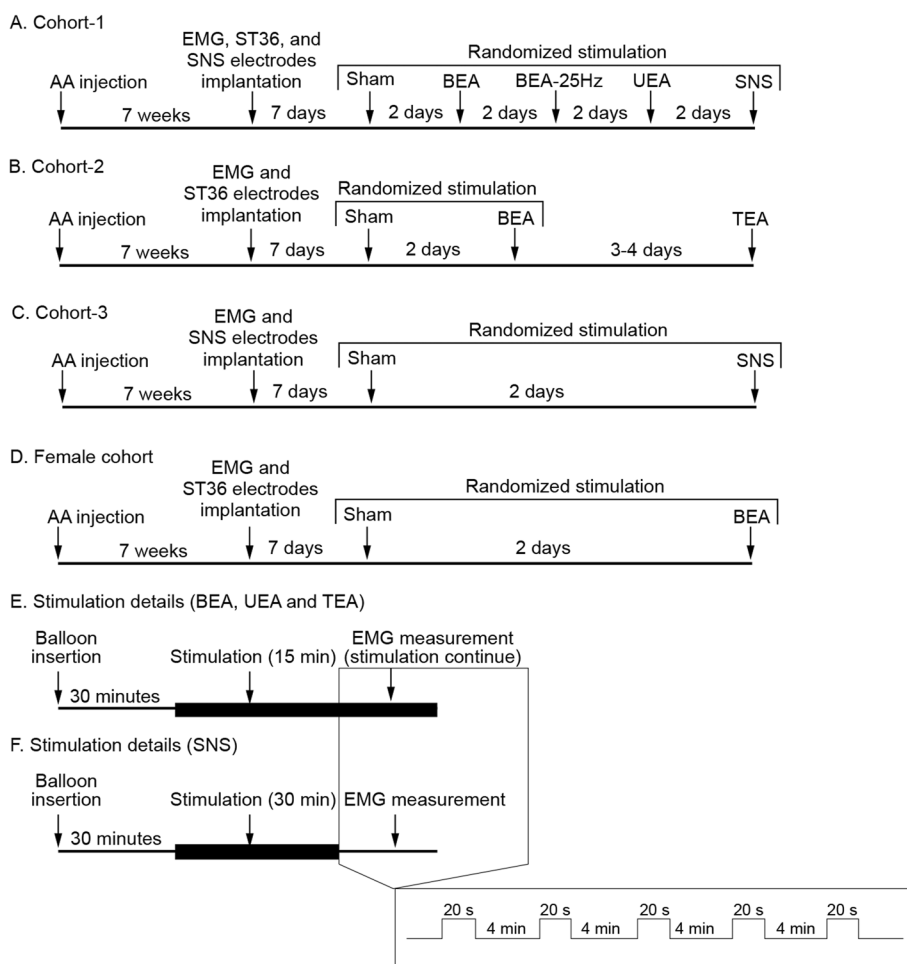 A. Cohort-1
EMG, ST36, and
SNS electrodes
implantation
Randomized stimulation
AA injection
Sham
BEA
BEA-25Hz
UEA
SNS
7 weeks
7 days
2 days
2 days
2 days
2 days
B. Cohort-2
EMG and
ST36 electrodes
implantation
Randomized stimulation
AA injection
Sham
BEA
TEA
7 weeks
7 days
2 days
3-4 days
C. Cohort-3
EMG and
SNS electrodes
implantation
Randomized stimulation
AA injection
Sham
SNS
7 weeks
7 days
2 days
D. Female cohort
EMG and
ST36 electrodes
implantation
Randomized stimulation
AA injection
Sham
BEA
7 weeks
7 days
2 days
E. Stimulation details (BEA, UEA and TEA)
Balloon
insertion
Stimulation (15 min)
EMG measurement
(stimulation continue)
30 minutes
F. Stimulation details (SNS)
Balloon
insertion
Stimulation (30 min)
EMG measurement
30 minutes
20 s
20 s
20 s
20 s
20 s
4 min
4 min
4 min
4 min